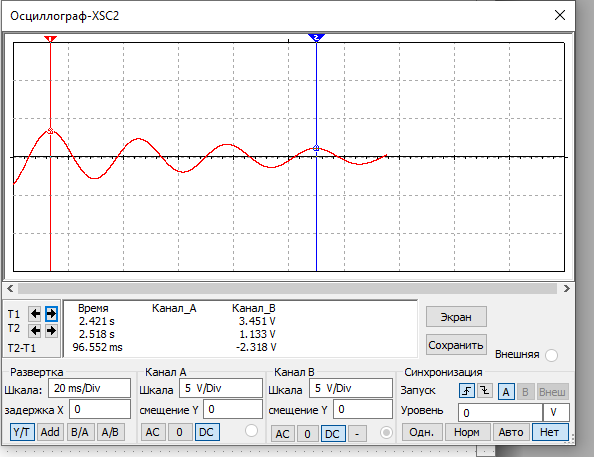 Осциллограф-XSC2
1
2
T1
T2
T2-T1
Время Канал_A Канал_B
2.421 s 3.451 V
2.518 s 1.133 V
96.552 ms -2.318 V
Экран
Сохранить
Внешняя
Развертка
Шкала: 20 ms/Div
задержка X 0
Y/T Add B/A A/B
Канал A
Шкала 5 V/Div
смещение Y 0
AC 0 DC
Канал B
Шкала 5 V/Div
смещение Y 0
AC 0 DC -
Синхронизация
Запуск A B Внеш
Уровень 0 V
Одн. Норм Авто Нет